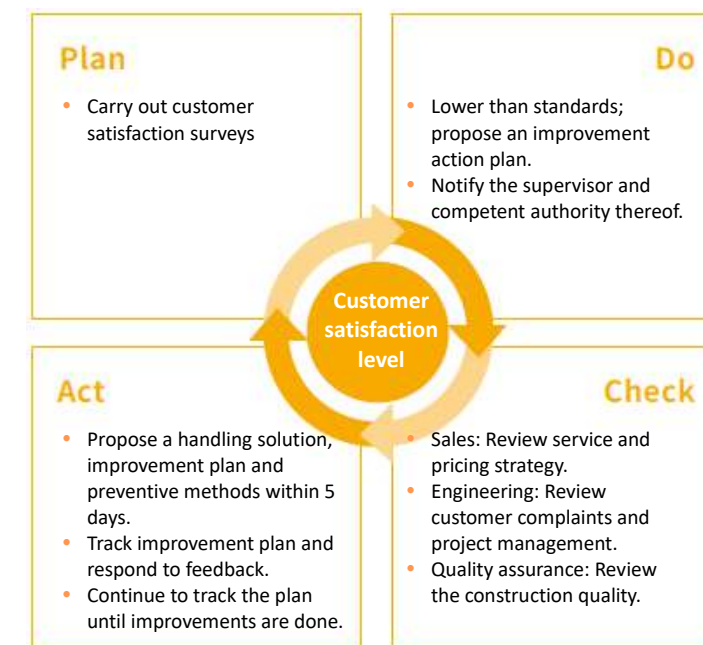 Plan
• Carry out customer
satisfaction surveys
Do
• Lower than standards;
propose an improvement
action plan.
• Notify the supervisor and
competent authority thereof.
Customer
satisfaction
level
Act
• Propose a handling solution,
improvement plan and
preventive methods within 5
days.
• Track improvement plan and
respond to feedback.
• Continue to track the plan
until improvements are done.
Check
• Sales: Review service and
pricing strategy.
• Engineering: Review
customer complaints and
project management.
• Quality assurance: Review
the construction quality.